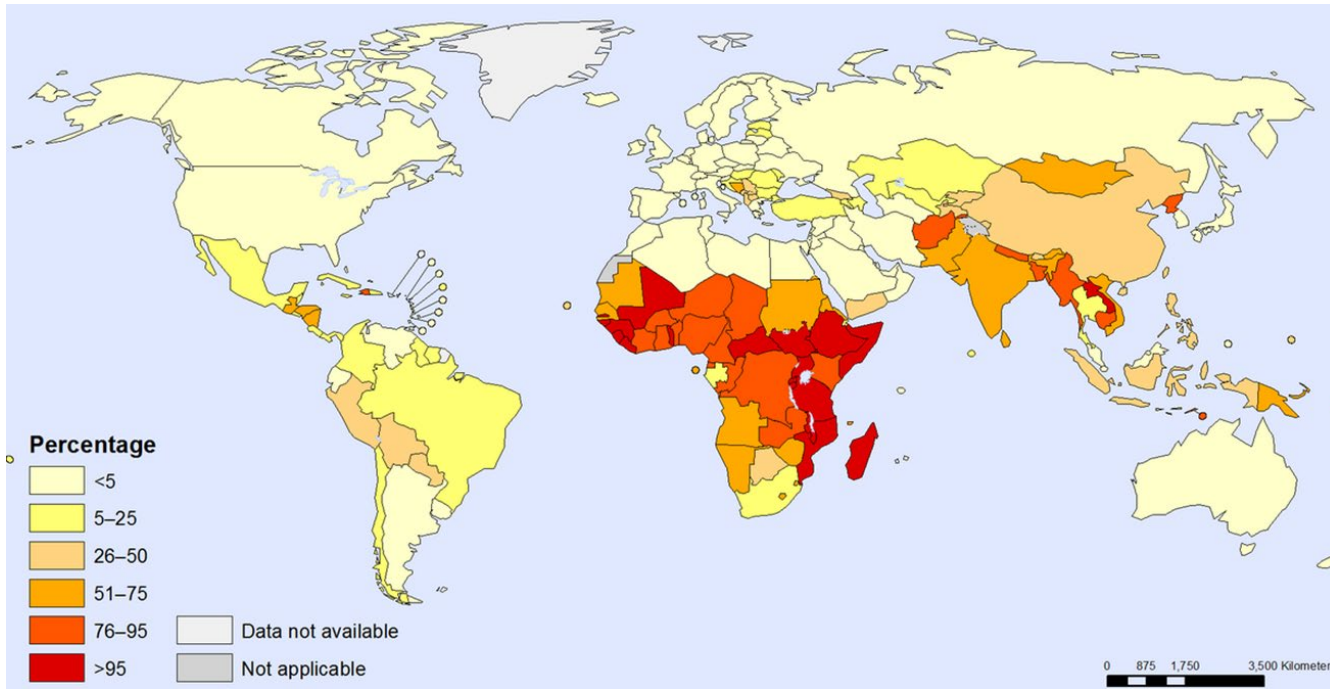 Percentage
<5
5–25
26–50
51–75
76–95
>95
Data not available
Not applicable
0 875 1,750 3,500 Kilometer